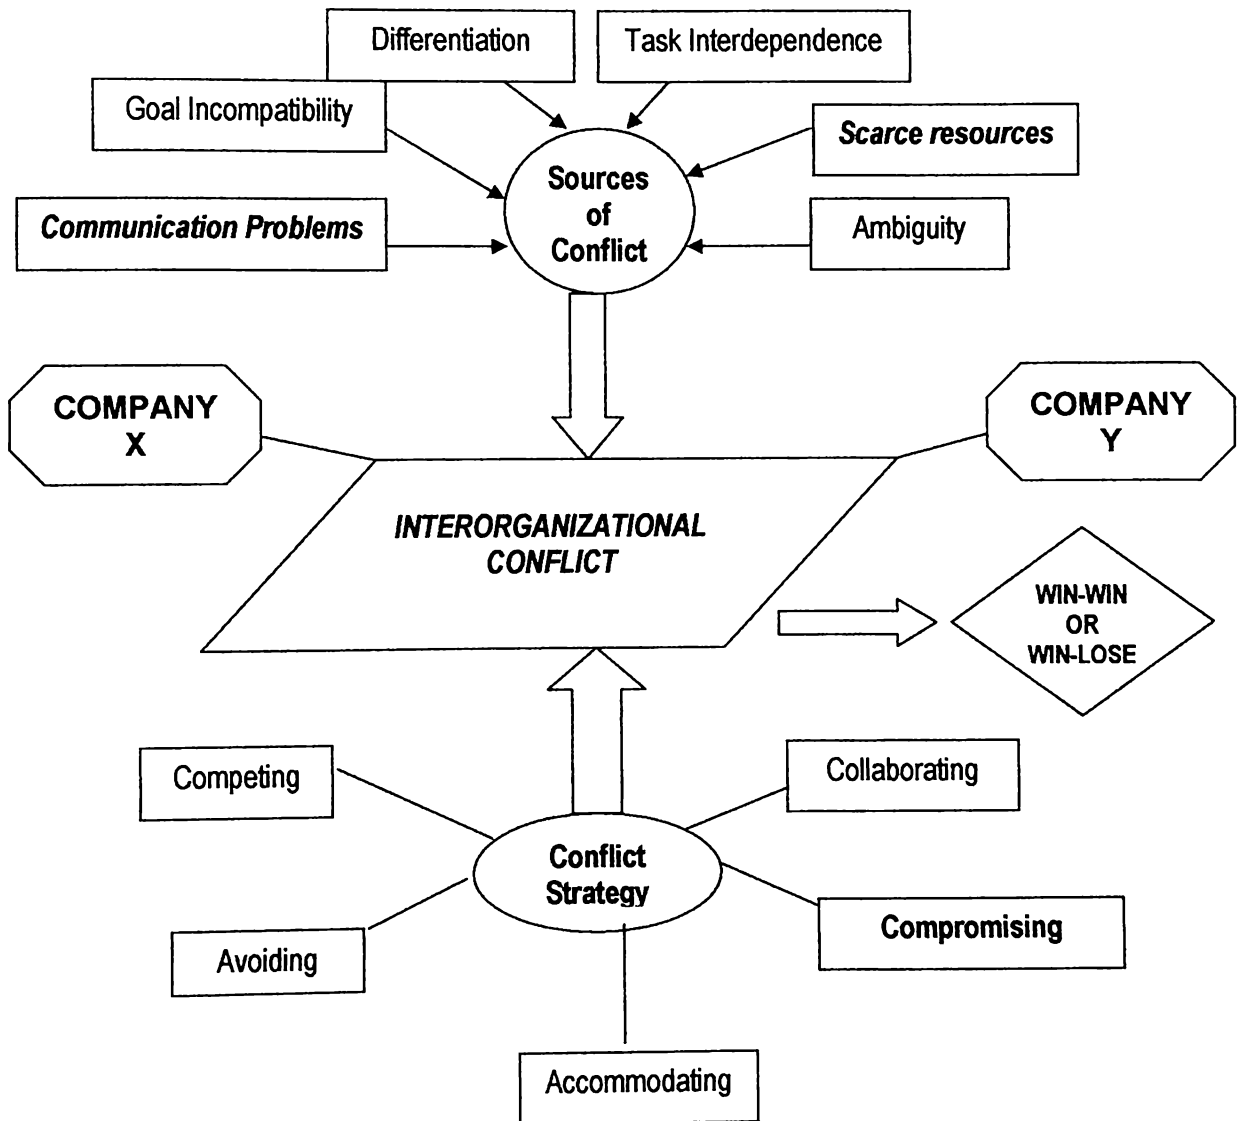 Differentiation
Task Interdependence
Goal Incompatibility
Scarce resources
Sources
of
Conflict
Communication Problems
Ambiguity
COMPANY
X
COMPANY
Y
INTERORGANIZATIONAL
CONFLICT
WIN-WIN
OR
WIN-LOSE
Competing
Collaborating
Conflict
Strategy
Compromising
Avoiding
Accommodating